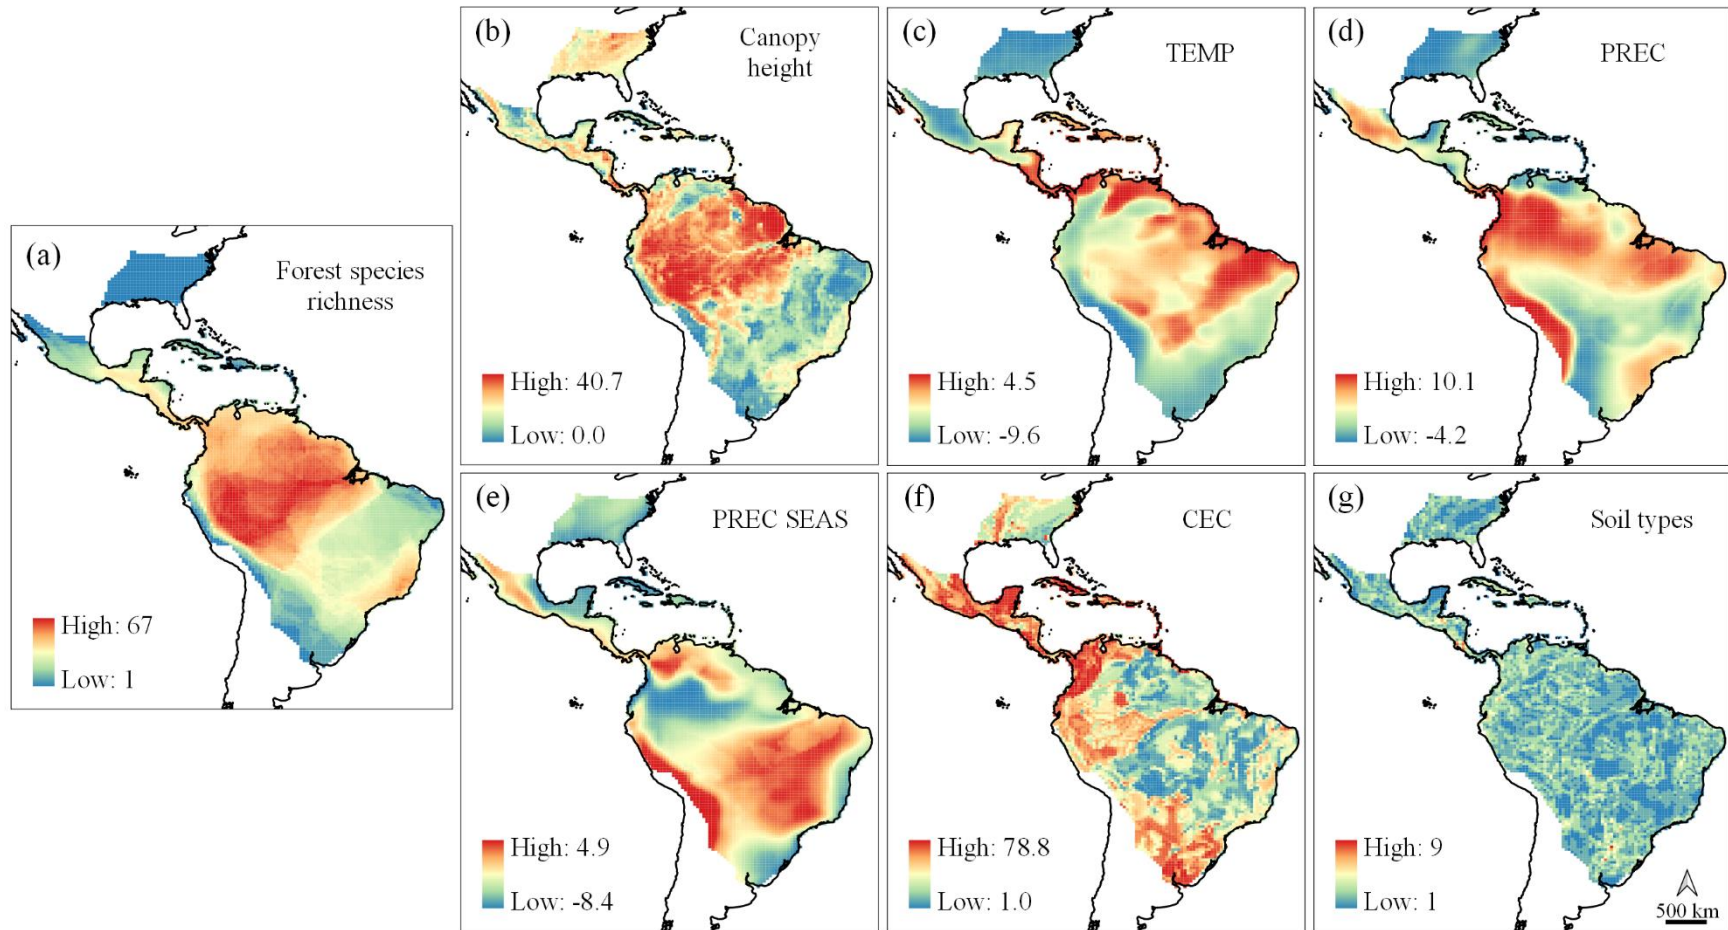 (a)
Forest species
richness
High: 67
Low: 1
(b)
Canopy
height
High: 40.7
Low: 0.0
(c)
TEMP
High: 4.5
Low: -9.6
(d)
PREC
High: 10.1
Low: -4.2
(e)
PREC SEAS
High: 4.9
Low: -8.4
(f)
CEC
High: 78.8
Low: 1.0
(g)
Soil types
High: 9
Low: 1
500 km